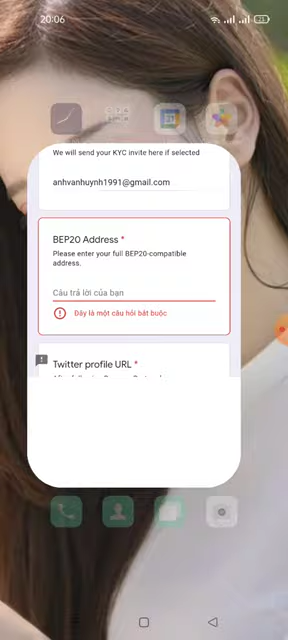 20:06
We will send your KYC invite here if selected
anhvanhuynh1991@gmail.com
BEP20 Address *
Please enter your full BEP20-compatible
address.
Câu trả lời của bạn
Đây là một câu hỏi bắt buộc
Twitter profile URL *